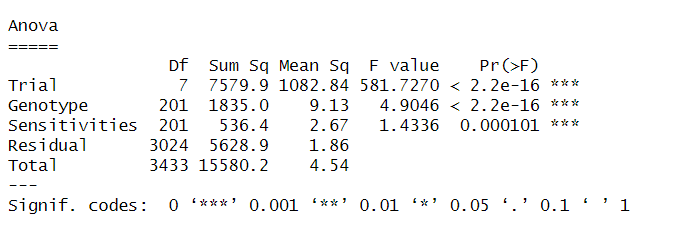 Anova
=====
Df Sum Sq Mean Sq F value Pr(>F)
Trial 7 7579.9 1082.84 581.7270 < 2.2e-16 ***
Genotype 201 1835.0 9.13 4.9046 < 2.2e-16 ***
Sensitivities 201 536.4 2.67 1.4336 0.000101 ***
Residual 3024 5628.9 1.86
Total 3433 15580.2 4.54
---
Signif. codes: 0 ‘***’ 0.001 ‘**’ 0.01 ‘*’ 0.05 ‘.’ 0.1 ‘ ’ 1